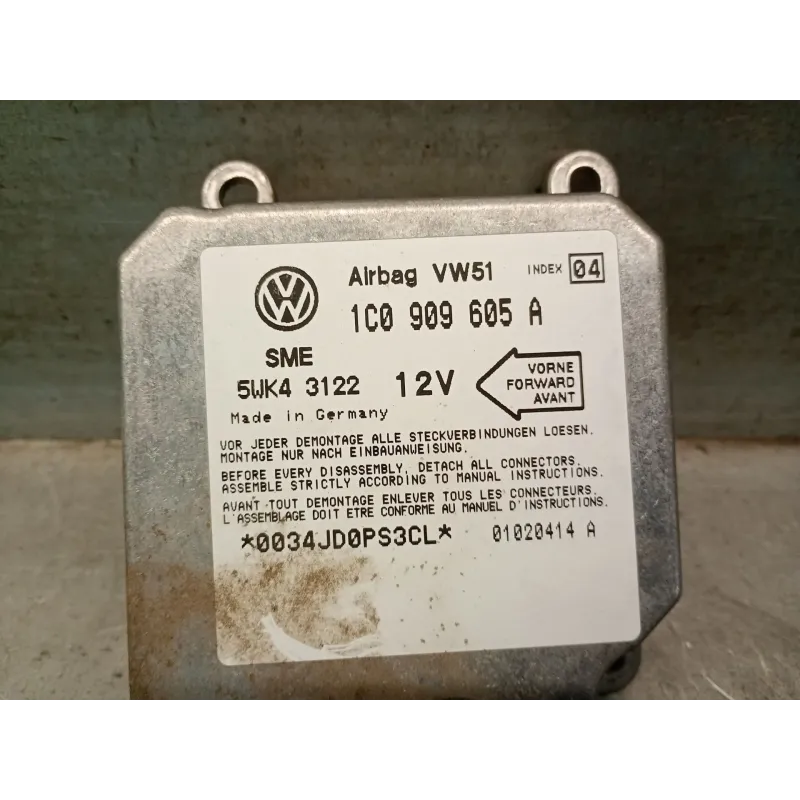 Airbag VW51 INDEX 04
1C0 909 605 A
SME
5WK4 3122 12V
VORNE
FORWARD
AVANT
Made in Germany
VOR JEDER DEMONTAGE ALLE STECKVERBINDUNGEN LOESEN.
MONTAGE NUR NACH EINBAUANWEISUNG.
BEFORE EVERY DISASSEMBLY, DETACH ALL CONNECTORS.
ASSEMBLE STRICTLY ACCORDING TO MANUAL INSTRUCTIONS.
AVANT TOUT DEMONTAGE ENLEVER TOUS LES CONNECTEURS.
L'ASSEMBLAGE DOIT ETRE CONFORME AU MANUEL D'INSTRUCTIONS.
*0034JD0PS3CL* 01020414 A